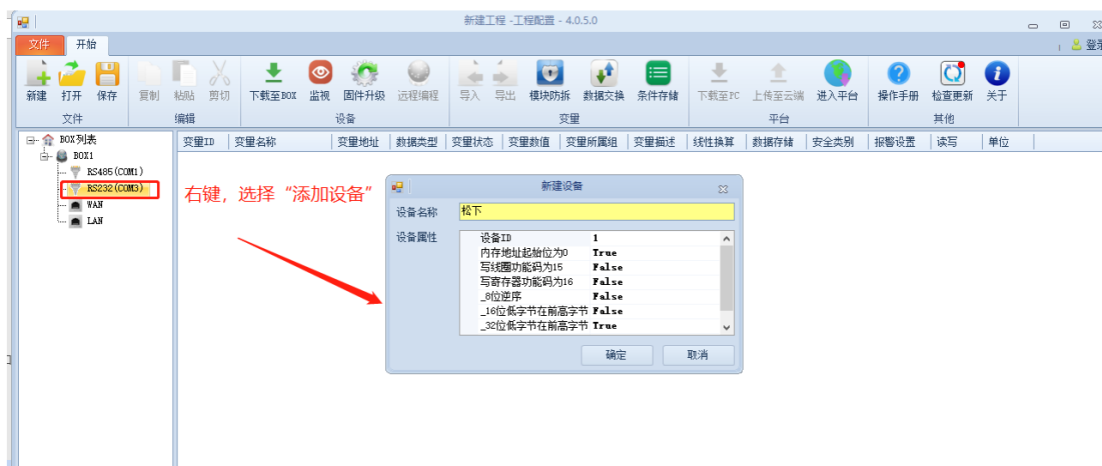 新建工程 -工程配置 - 4.0.5.0
文件 开始 登录
新建 打开 保存 复制 粘贴 剪切 下载至BOX 监视 固件升级 远程编程 导入 导出 模块防拆 数据交换 条件存储 下载至PC 上传至云端 进入平台 操作手册 检查更新 关于
文件 编辑 设备 变量 平台 其他
BOX列表
BOX1
RS485(COM1)
RS232(COM3)
WAN
LAN
变量ID 变量名称 变量地址 数据类型 变量状态 变量数值 变量所属组 变量描述 线性换算 数据存储 安全类别 报警设置 读写 单位
右键，选择“添加设备”
新建设备
设备名称 松下
设备属性
设备ID 1
内存地址起始位为0 True
写线圈功能码为15 False
写寄存器功能码为16 False
_8位逆序 False
_16位低字节在前高字节 False
_32位低字节在前高字节 True
确定 取消